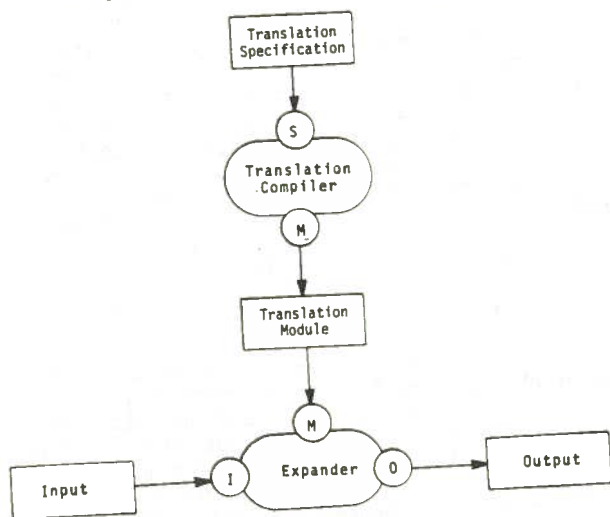 Translation
Specification
S
Translation
Compiler
M
Translation
Module
M
I
Expander
O
Input
Output